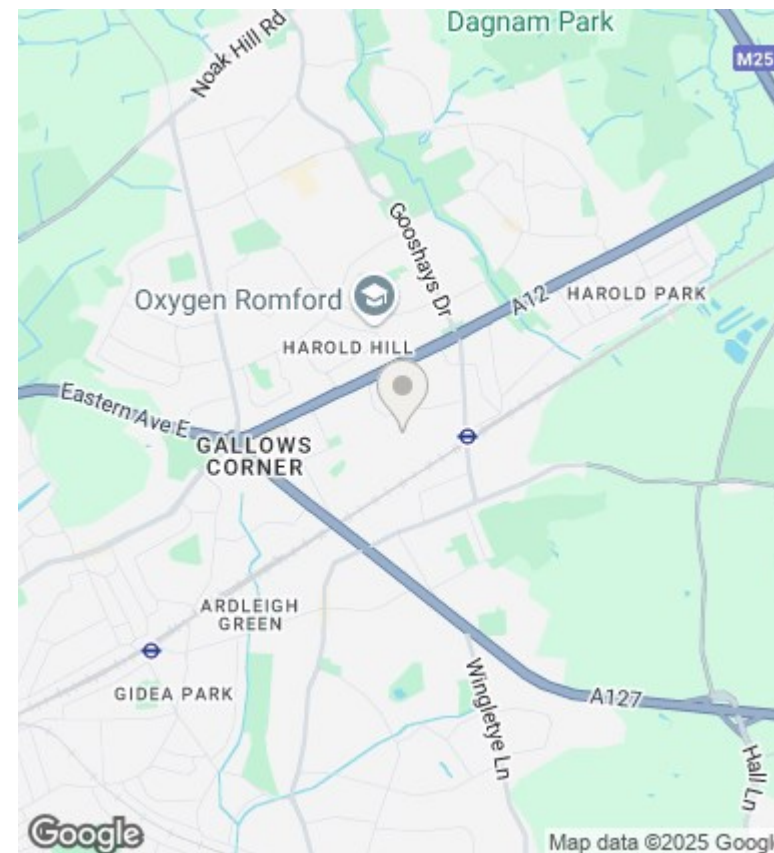 Dagnam Park
Noak Hill Rd
M25
Gooshays Dr
A12
HAROLD PARK
Oxygen Romford
HAROLD HILL
Eastern Ave E
GALLOWS
CORNER
ARDLEIGH
GREEN
GIDEA PARK
Wingletye Ln
A127
Hall Ln
Google
Map data ©2025 Google